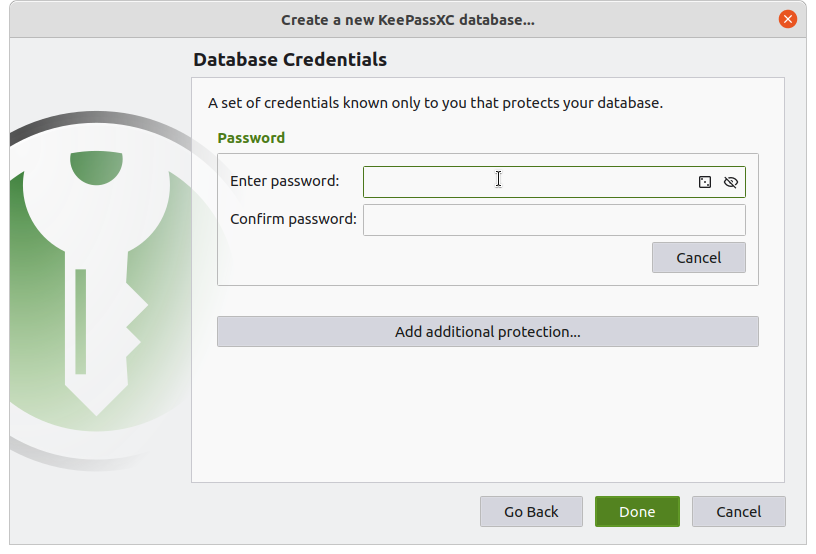 Create a new KeePassXC database...
Database Credentials
A set of credentials known only to you that protects your database.
Password
Enter password:
Confirm password:
Cancel
Add additional protection...
Go Back Done Cancel